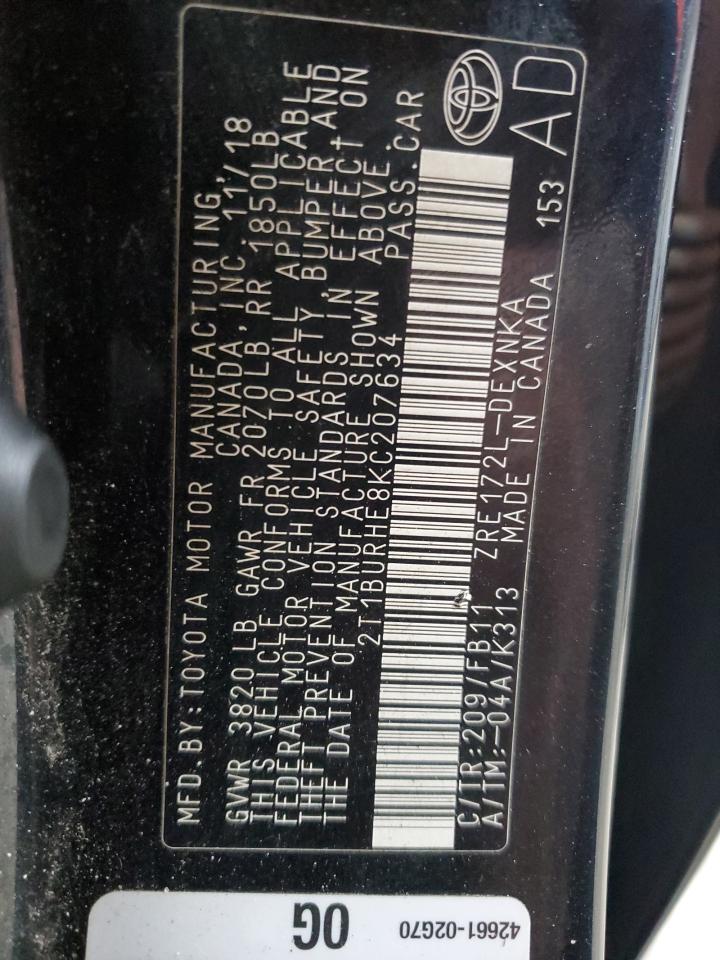 MFD. BY: TOYOTA MOTOR MANUFACTURING,
CANADA, INC. 11/18
GVWR 3820 LB GAWR FR 2070LB, RR 1850LB
THIS VEHICLE CONFORMS TO ALL APPLICABLE
FEDERAL MOTOR VEHICLE SAFETY, BUMPER, AND
THEFT PREVENTION STANDARDS IN EFFECT ON
THE DATE OF MANUFACTURE SHOWN ABOVE.
2T1BURHE8KC207634 PASS. CAR
C/TR: 209/FB11 ZRE172L-DEXNKA
A/TM: -04A/K313 MADE IN CANADA 153
AD
0G
42661-02G70